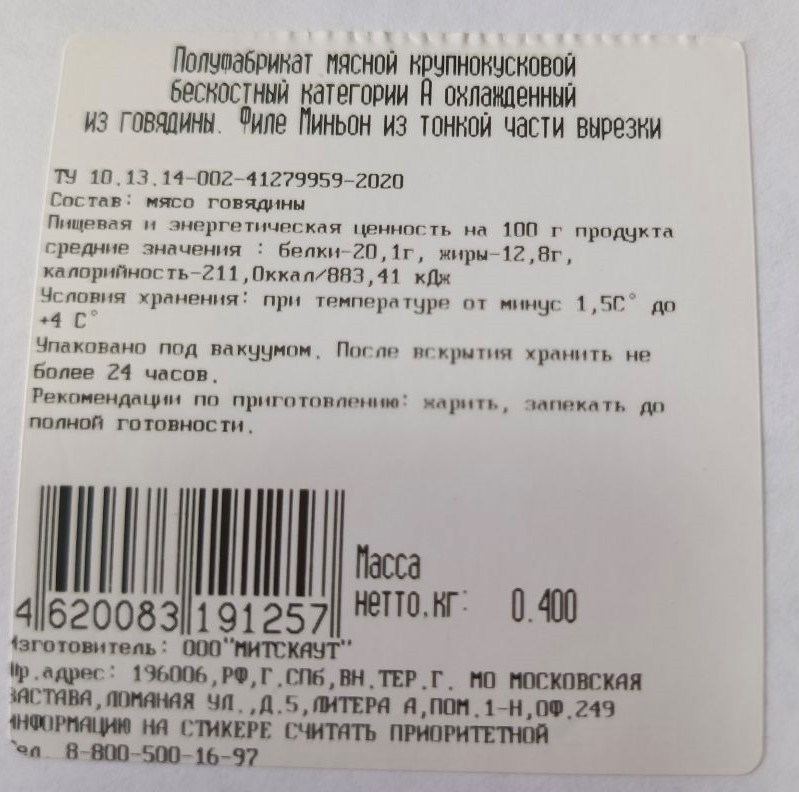 Полуфабрикат мясной крупнокусковой
бескостный категории А охлажденный
из говядины. Филе Миньон из тонкой части вырезки
ТУ 10.13.14-002-41279959-2020
Состав: мясо говядины
Пищевая и энергетическая ценность на 100 г продукта
средние значения : белки-20,1г, жиры-12,8г,
калорийность-211,0ккал/883,41 кДж
Условия хранения: при температуре от минус 1,5С° до
+4 С°
Упаковано под вакуумом. После вскрытия хранить не
более 24 часов.
Рекомендации по приготовлению: жарить, запекать до
полной готовности.
Масса
нетто.кг: 0.400
4620083191257
Изготовитель: ООО"МИТСКАУТ"
Юр.адрес: 196006,РФ,Г.СПб,ВН.ТЕР.Г. МО МОСКОВСКАЯ
ЗАСТАВА,ЛОМАНАЯ УЛ.,Д.5,ЛИТЕРА А,ПОМ.1-Н,ОФ.249
ИНФОРМАЦИЮ НА СТИКЕРЕ СЧИТАТЬ ПРИОРИТЕТНОЙ
Тел. 8-800-500-16-97